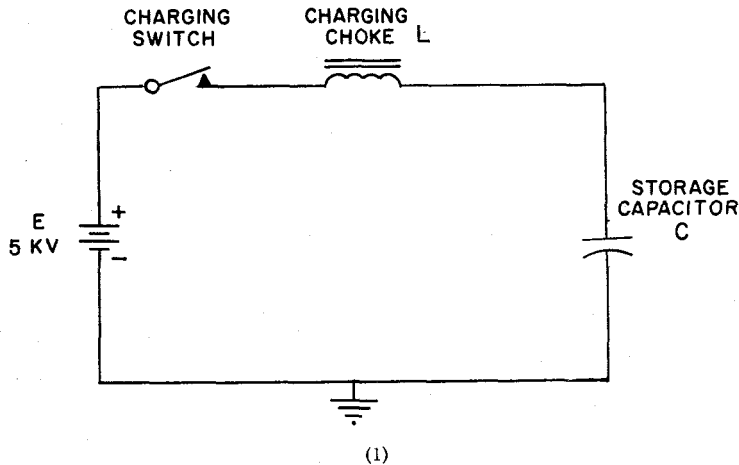 CHARGING
SWITCH
CHARGING
CHOKE L
E
5 KV
+
−
STORAGE
CAPACITOR
C
(1)